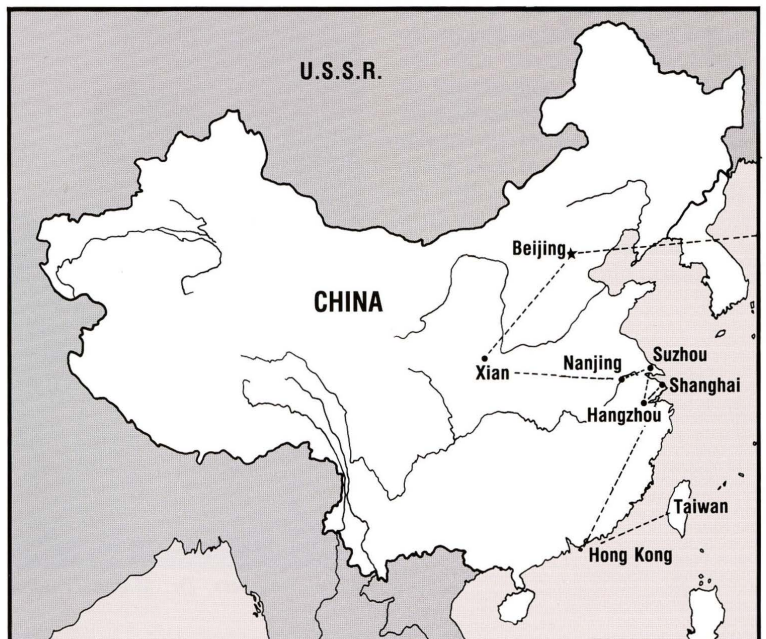 U.S.S.R.
Beijing
CHINA
Suzhou
Nanjing
Xian
Shanghai
Hangzhou
Taiwan
Hong Kong